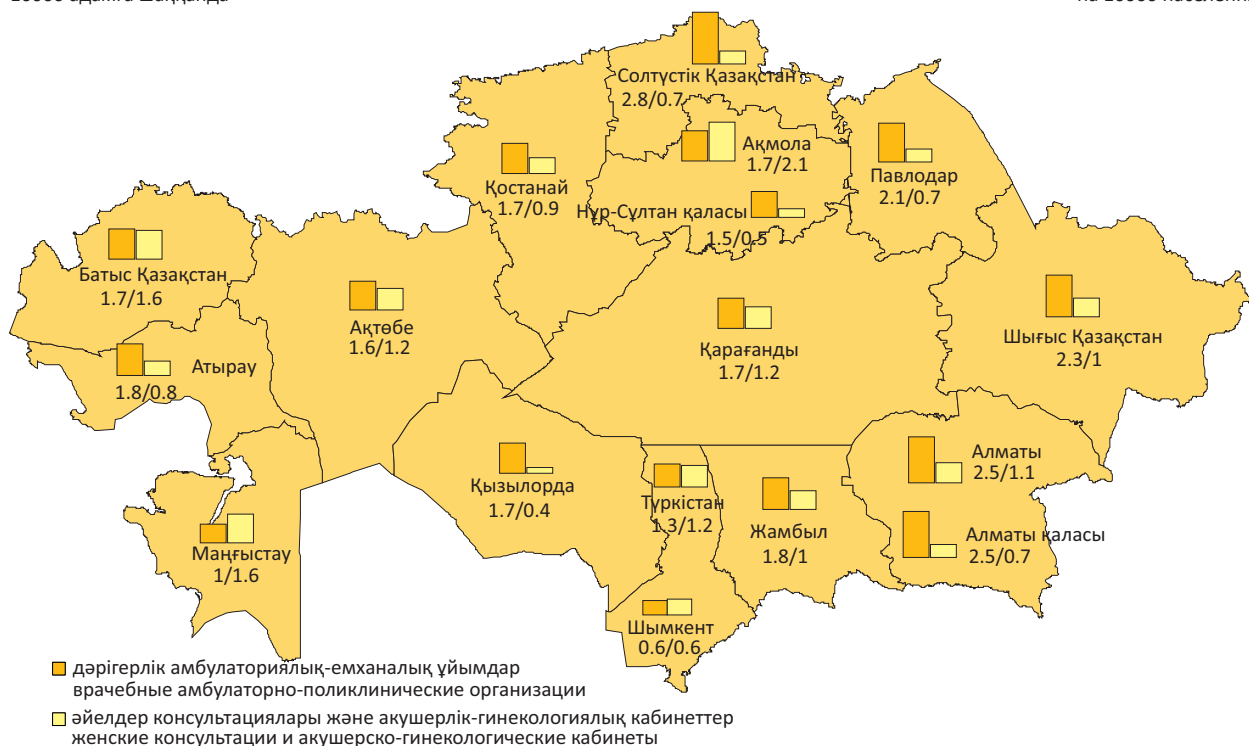 Солтүстік Қазақстан
2.8/0.7
Ақмола
1.7/2.1
Қостанай
1.7/0.9
Павлодар
2.1/0.7
Нұр-Сұлтан қаласы
1.5/0.5
Батыс Қазақстан
1.7/1.6
Ақтөбе
1.6/1.2
Қарағанды
1.7/1.2
Шығыс Қазақстан
2.3/1
Атырау
1.8/0.8
Алматы
2.5/1.1
Қызылорда
1.7/0.4
Түркістан
1.3/1.2
Жамбыл
1.8/1
Алматы қаласы
2.5/0.7
Маңғыстау
1/1.6
Шымкент
0.6/0.6
дәрігерлік амбулаториялық-емханалық ұйымдар
врачебные амбулаторно-поликлинические организации
әйелдер консультациялары және акушерлік-гинекологиялық кабинеттер
женские консультации и акушерско-гинекологические кабинеты